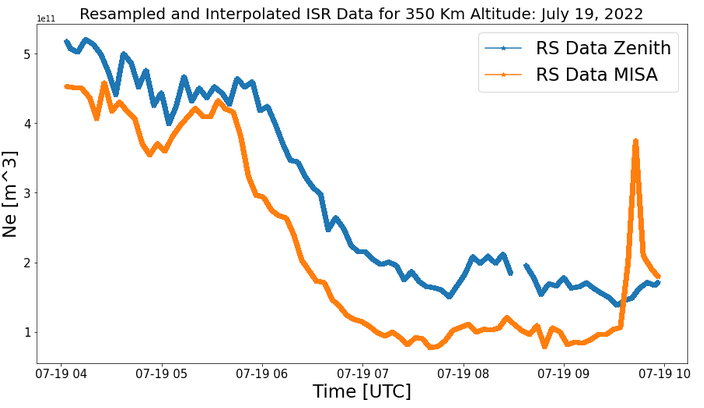 Resampled and Interpolated ISR Data for 350 Km Altitude: July 19, 2022
1e11
RS Data Zenith
RS Data MISA
5
4
3
2
1
Ne [m^3]
07-19 04 07-19 05 07-19 06 07-19 07 07-19 08 07-19 09 07-19 10
Time [UTC]